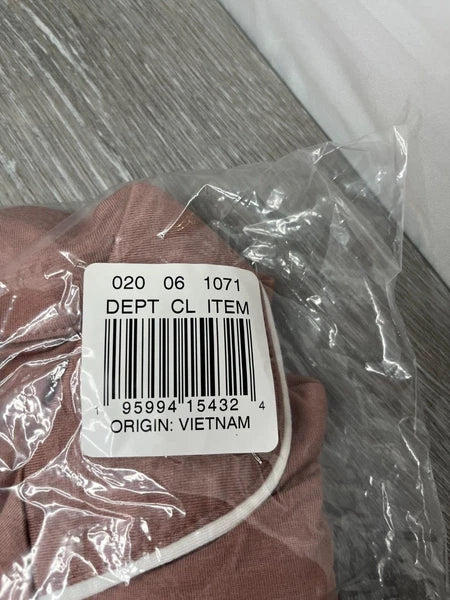 020 06 1071
DEPT CL ITEM
1 95994 15432 4
ORIGIN: VIETNAM